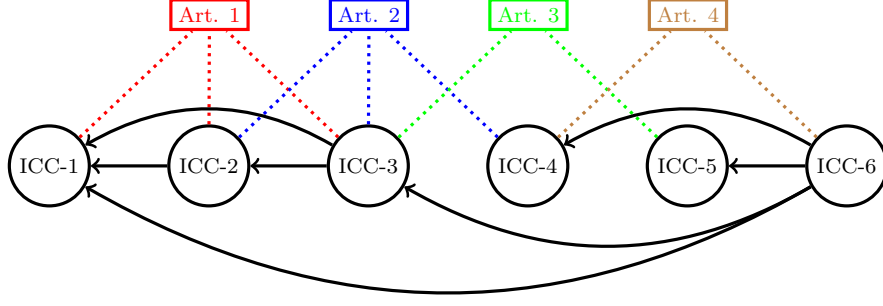 Art. 1 Art. 2 Art. 3 Art. 4
ICC-1 ICC-2 ICC-3 ICC-4 ICC-5 ICC-6